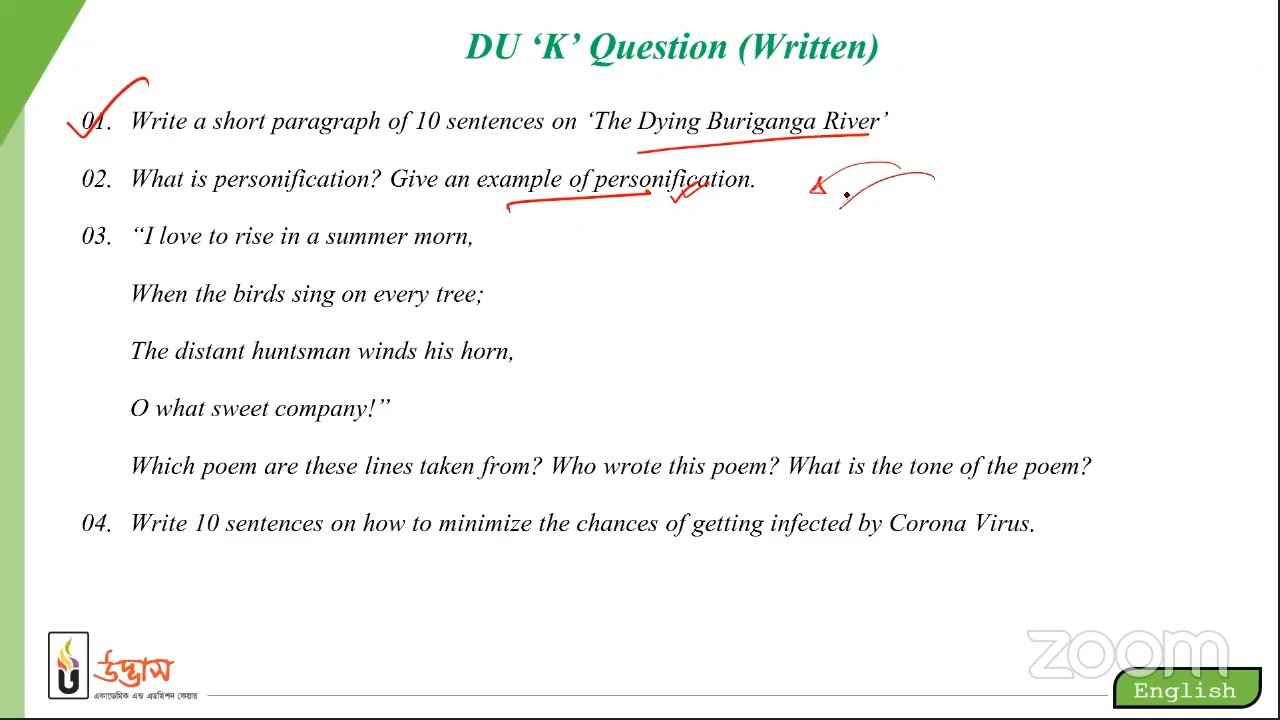 DU ‘K’ Question (Written)
01. Write a short paragraph of 10 sentences on ‘The Dying Buriganga River’
02. What is personification? Give an example of personification.
03. “I love to rise in a summer morn,
When the birds sing on every tree;
The distant huntsman winds his horn,
O what sweet company!”
Which poem are these lines taken from? Who wrote this poem? What is the tone of the poem?
04. Write 10 sentences on how to minimize the chances of getting infected by Corona Virus.
zoom
উদ্ভাস
একাডেমিক এন্ড এডমিশন কেয়ার
English